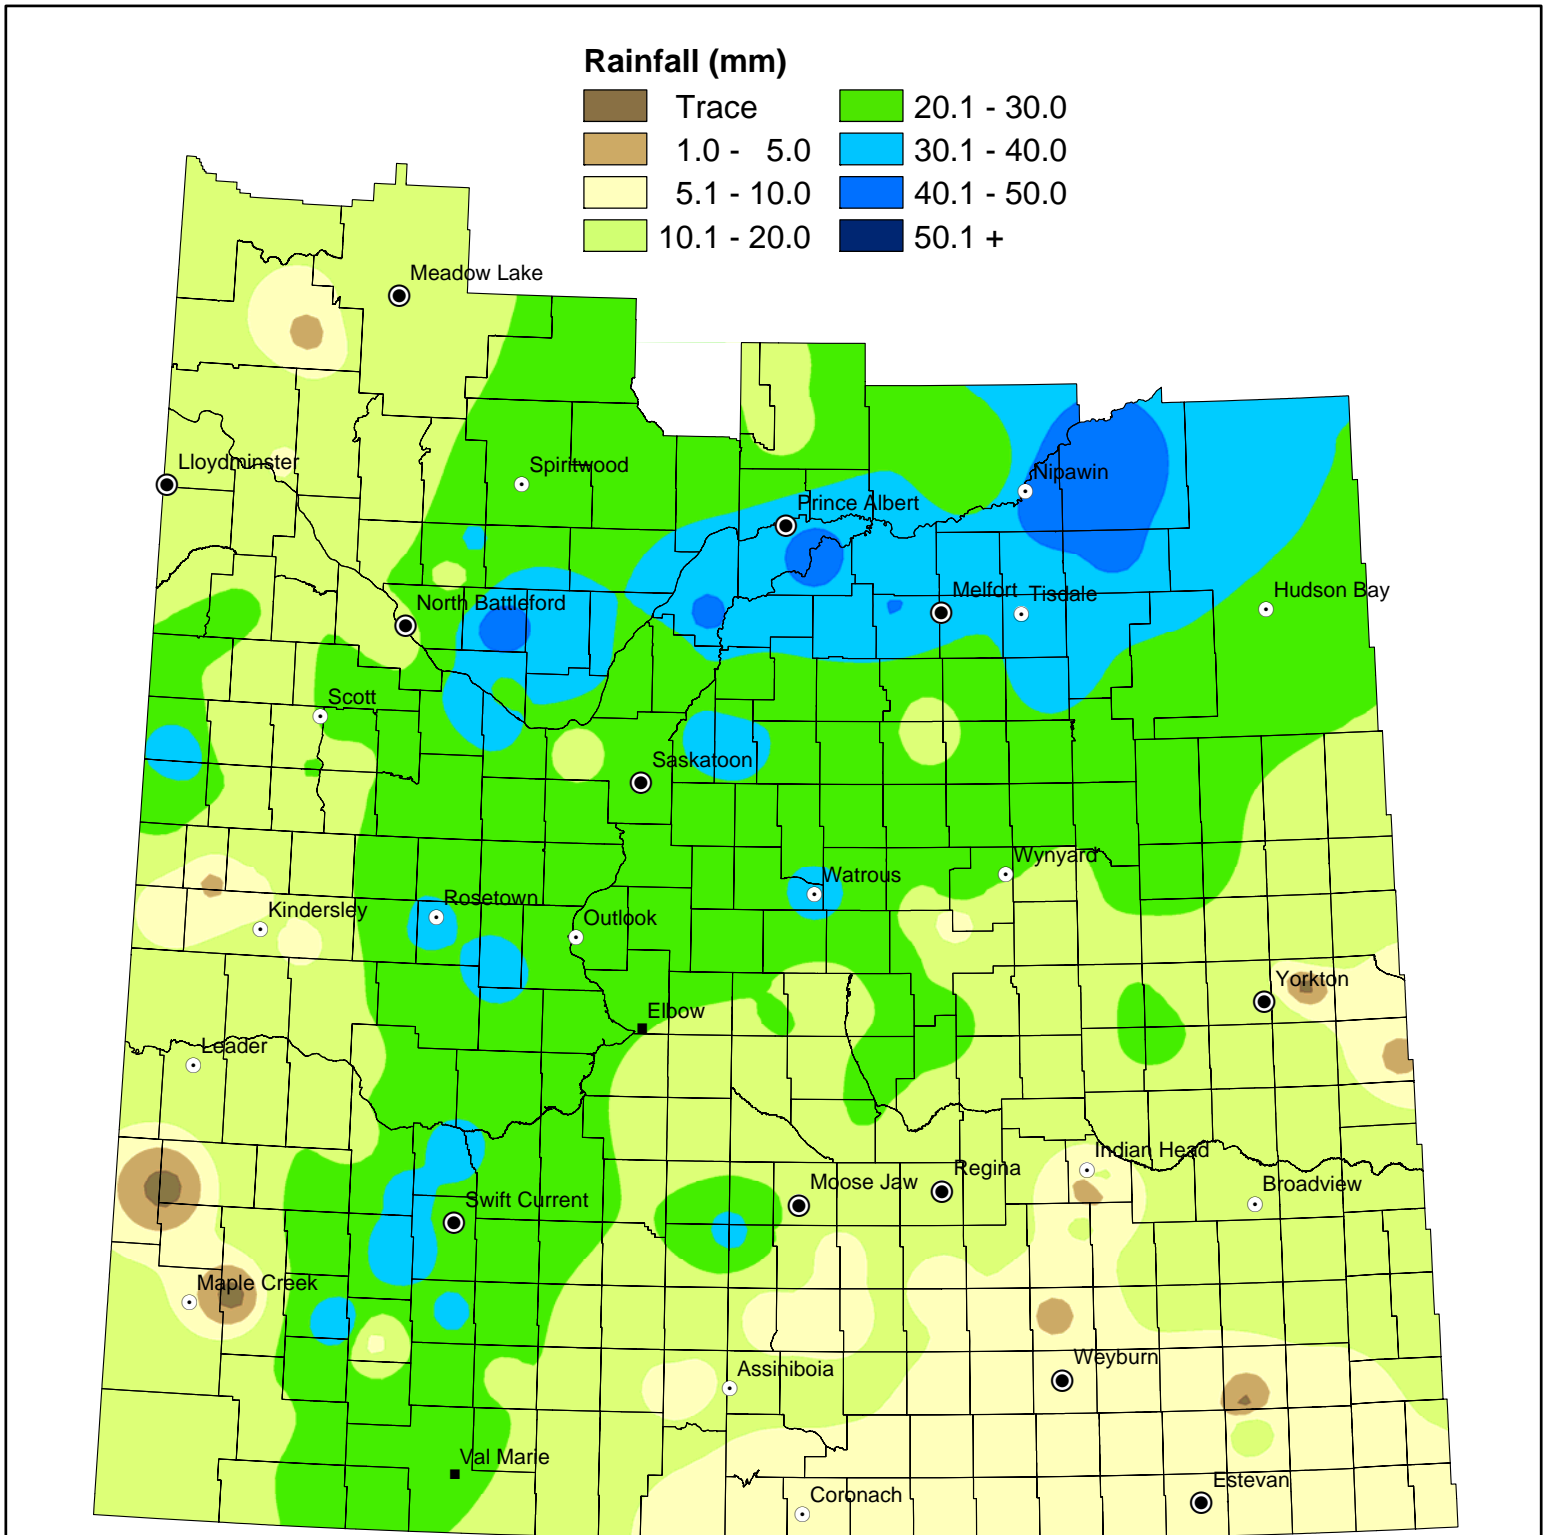 Rainfall (mm)
Trace
1.0 - 5.0
5.1 - 10.0
10.1 - 20.0
20.1 - 30.0
30.1 - 40.0
40.1 - 50.0
50.1 +
Meadow Lake
Lloydminster
Spiritwood
Nipawin
Prince Albert
Hudson Bay
North Battleford
Melfort
Tisdale
Scott
Saskatoon
Wynyard
Watrous
Rosetown
Kindersley
Outlook
Yorkton
Elbow
Leader
Indian Head
Regina
Moose Jaw
Broadview
Swift Current
Maple Creek
Weyburn
Assiniboia
Val Marie
Estevan
Coronach